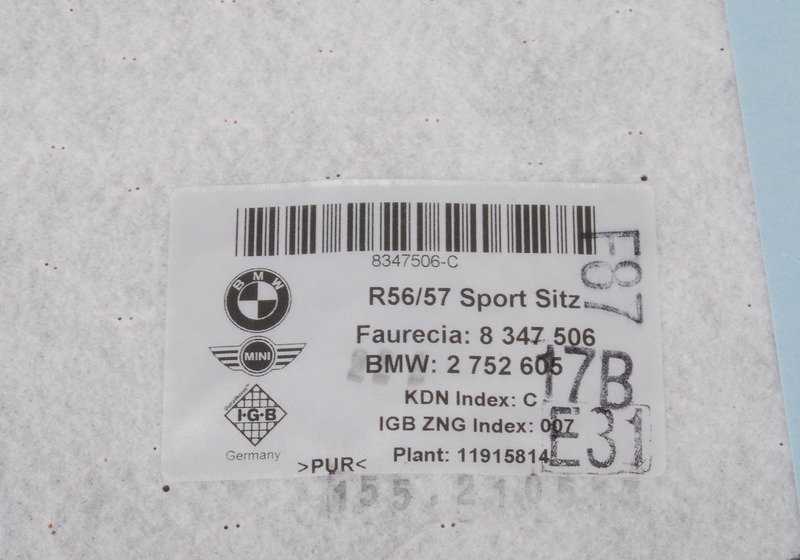 8347506-C
BMW
R56/57 Sport Sitz
Faurecia: 8 347 506
MINI
BMW: 2 752 605
KDN Index: C
I·G·B
IGB ZNG Index: 007
Germany
>PUR<
Plant: 11915814
F87
17B
E31